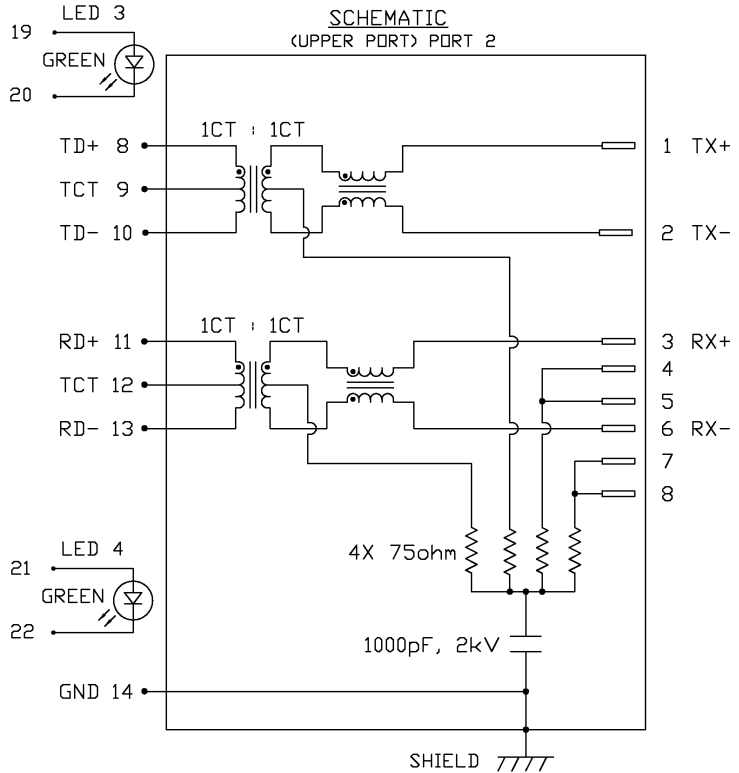 SCHEMATIC
(UPPER PORT) PORT 2
LED 3
19
GREEN
20
1CT : 1CT
TD+ 8
TCT 9
TD- 10
1 TX+
2 TX-
1CT : 1CT
RD+ 11
TCT 12
RD- 13
3 RX+
4
5
6 RX-
7
8
4X 75ohm
LED 4
21
GREEN
22
1000pF, 2kV
GND 14
SHIELD